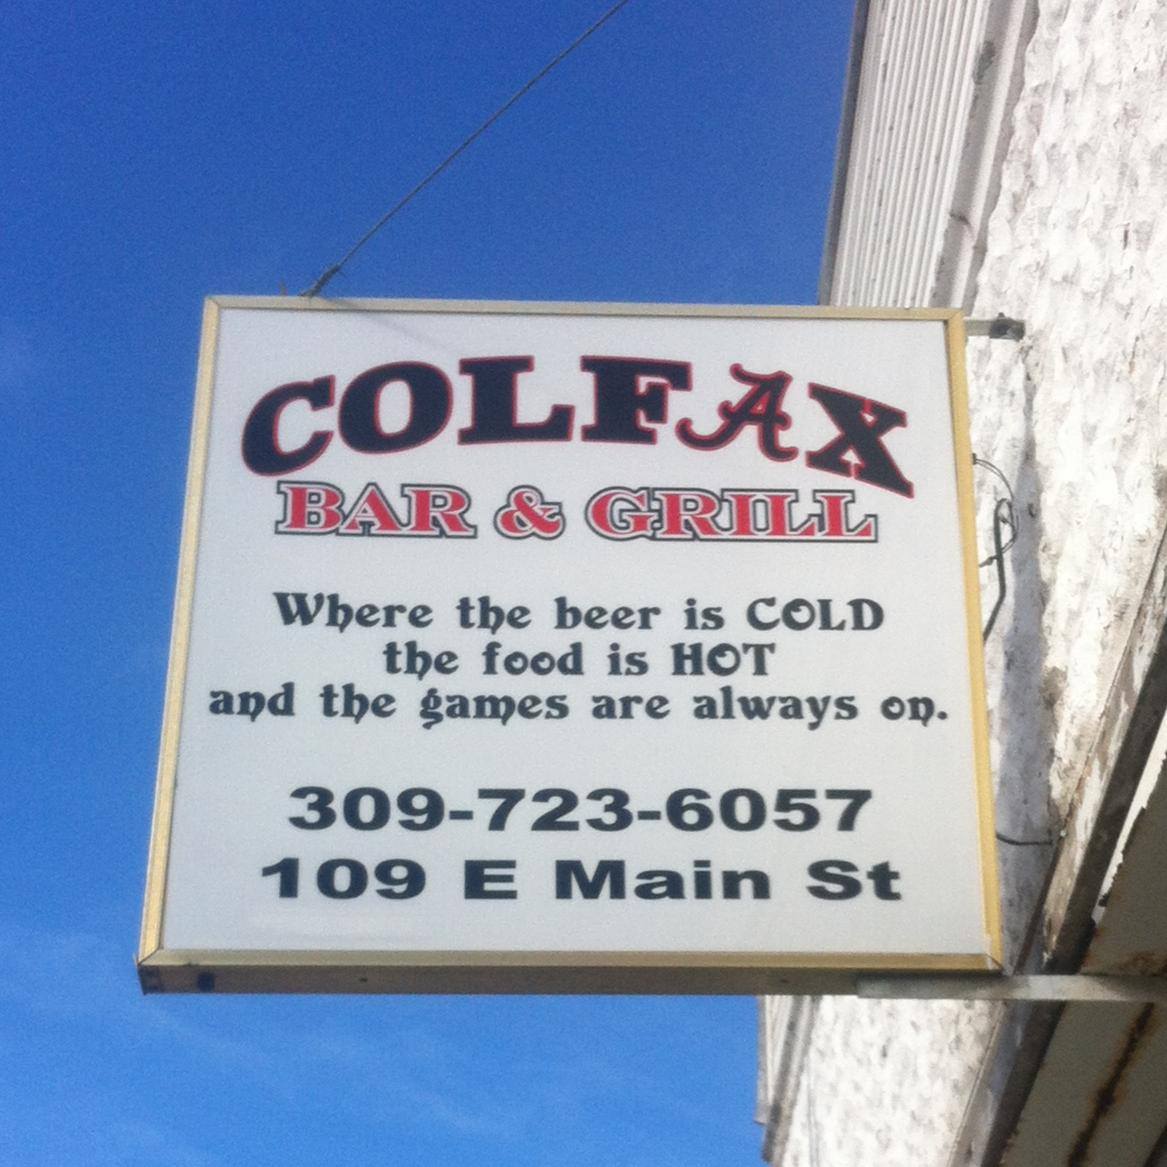 COLFAX
BAR & GRILL
Where the beer is COLD
the food is HOT
and the games are always on.
309-723-6057
109 E Main St